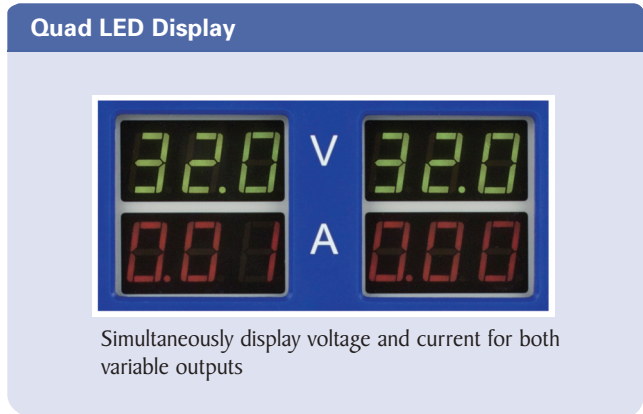 Quad LED Display
32.0 V 32.0
0.01 A 0.00
Simultaneously display voltage and current for both
variable outputs